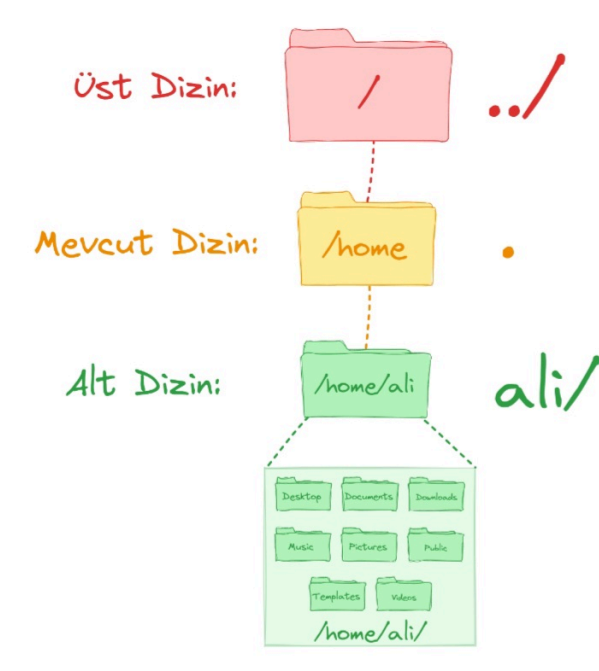 Üst Dizin: / ../
Mevcut Dizin: /home .
Alt Dizin: /home/ali ali/
Desktop Documents Downloads
Music Pictures Public
Templates Videos
/home/ali/